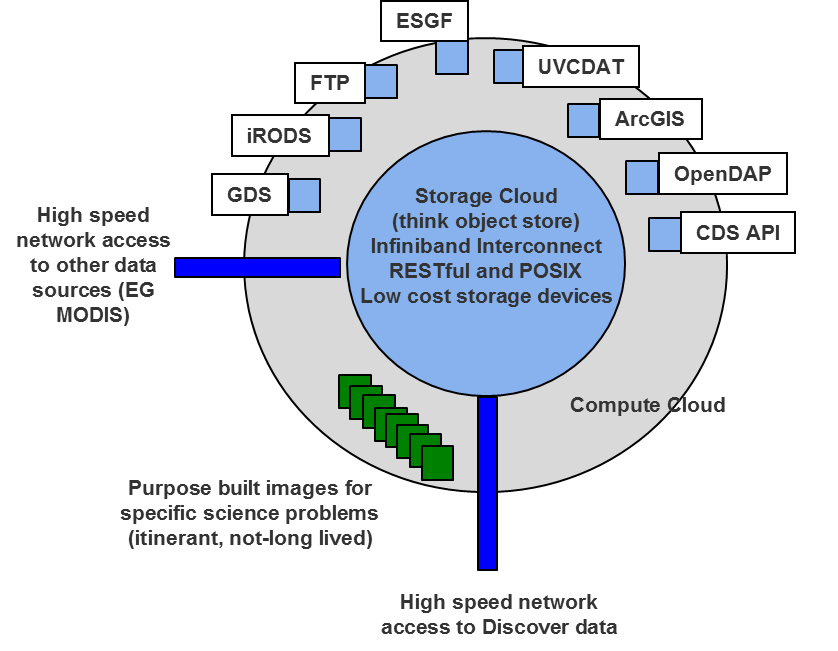 ESGF
UVCDAT
FTP
ArcGIS
iRODS
OpenDAP
GDS
CDS API
Storage Cloud
(think object store)
Infiniband Interconnect
RESTful and POSIX
Low cost storage devices
High speed
network access
to other data
sources (EG
MODIS)
Compute Cloud
Purpose built images for
specific science problems
(itinerant, not-long lived)
High speed network
access to Discover data